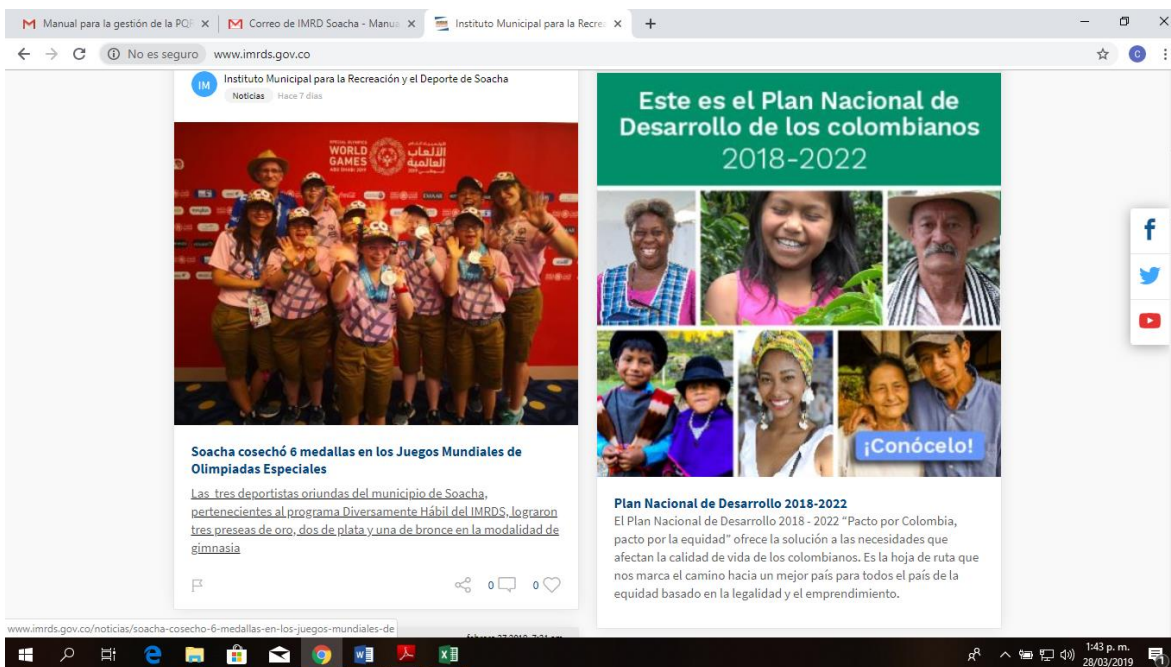 Manual para la gestión de la PQR
Correo de IMRD Soacha - Manua
Instituto Municipal para la Recrea
No es seguro
www.imrds.gov.co
C
IM
Instituto Municipal para la Recreación y el Deporte de Soacha
Noticias
Hace 7 días
WORLD
GAMES
الألعاب
العالمية
Soacha cosechó 6 medallas en los Juegos Mundiales de
Olimpiadas Especiales
Las tres deportistas oriundas del municipio de Soacha,
pertenecientes al programa Diversamente Hábil del IMRDS, lograron
tres preseas de oro, dos de plata y una de bronce en la modalidad de
gimnasia
0
0
Este es el Plan Nacional de
Desarrollo de los colombianos
2018-2022
¡Conócelo!
Plan Nacional de Desarrollo 2018-2022
El Plan Nacional de Desarrollo 2018 - 2022 “Pacto por Colombia,
pacto por la equidad” ofrece la solución a las necesidades que
afectan la calidad de vida de los colombianos. Es la hoja de ruta que
nos marca el camino hacia un mejor país para todos el país de la
equidad basado en la legalidad y el emprendimiento.
www.imrds.gov.co/noticias/soacha-cosecho-6-medallas-en-los-juegos-mundiales-de
1:43 p. m.
28/03/2019